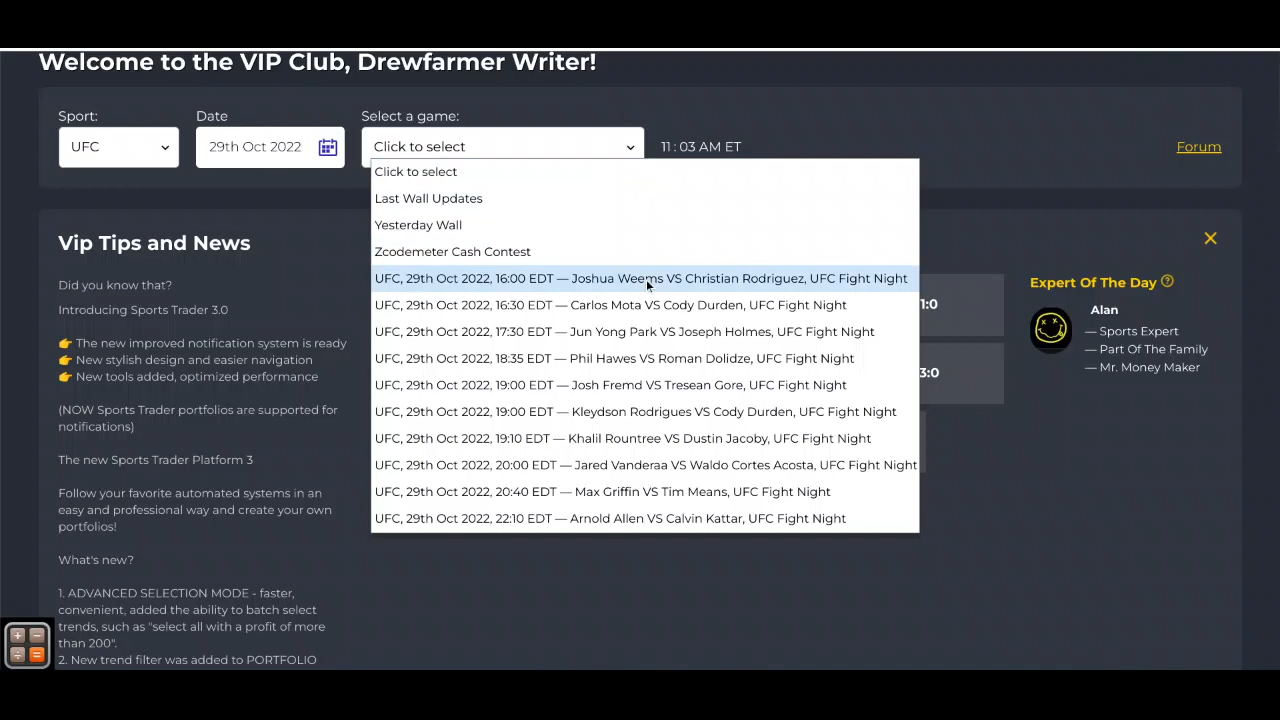 Welcome to the VIP Club, Drewfarmer Writer!
Sport:
Date
Select a game:
UFC
29th Oct 2022
Click to select
11 : 03 AM ET
Forum
Click to select
Last Wall Updates
Yesterday Wall
Zcodemeter Cash Contest
UFC, 29th Oct 2022, 16:00 EDT — Joshua Weems VS Christian Rodriguez, UFC Fight Night
UFC, 29th Oct 2022, 16:30 EDT — Carlos Mota VS Cody Durden, UFC Fight Night
UFC, 29th Oct 2022, 17:30 EDT — Jun Yong Park VS Joseph Holmes, UFC Fight Night
UFC, 29th Oct 2022, 18:35 EDT — Phil Hawes VS Roman Dolidze, UFC Fight Night
UFC, 29th Oct 2022, 19:00 EDT — Josh Fremd VS Tresean Gore, UFC Fight Night
UFC, 29th Oct 2022, 19:00 EDT — Kleydson Rodrigues VS Cody Durden, UFC Fight Night
UFC, 29th Oct 2022, 19:10 EDT — Khalil Rountree VS Dustin Jacoby, UFC Fight Night
UFC, 29th Oct 2022, 20:00 EDT — Jared Vanderaa VS Waldo Cortes Acosta, UFC Fight Night
UFC, 29th Oct 2022, 20:40 EDT — Max Griffin VS Tim Means, UFC Fight Night
UFC, 29th Oct 2022, 22:10 EDT — Arnold Allen VS Calvin Kattar, UFC Fight Night
Vip Tips and News
Did you know that?
Introducing Sports Trader 3.0
👉 The new improved notification system is ready
👉 New stylish design and easier navigation
👉 New tools added, optimized performance
(NOW Sports Trader portfolios are supported for
notifications)
The new Sports Trader Platform 3
Follow your favorite automated systems in an
easy and professional way and create your own
portfolios!
What's new?
1. ADVANCED SELECTION MODE - faster,
convenient, added the ability to batch select
trends, such as "select all with a profit of more
than 200".
2. New trend filter was added to PORTFOLIO
1:0
3:0
Expert Of The Day
Alan
— Sports Expert
— Part Of The Family
— Mr. Money Maker